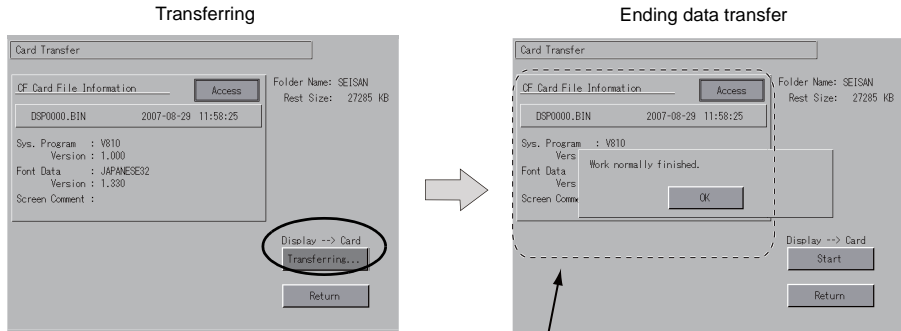 Transferring
Card Transfer
CF Card File Information
Access
Folder Name: SEISAN
Rest Size: 27285 KB
DSP0000.BIN 2007-08-29 11:58:25
Sys. Program : V810
Version : 1.000
Font Data : JAPANESE32
Version : 1.330
Screen Comment :
Display --> Card
Transferring...
Return
Ending data transfer
Card Transfer
CF Card File Information
Access
Folder Name: SEISAN
Rest Size: 27285 KB
DSP0000.BIN 2007-08-29 11:58:25
Sys. Program : V810
Vers
Work normally finished.
Font Data
Vers
OK
Screen Comm
Display --> Card
Start
Return